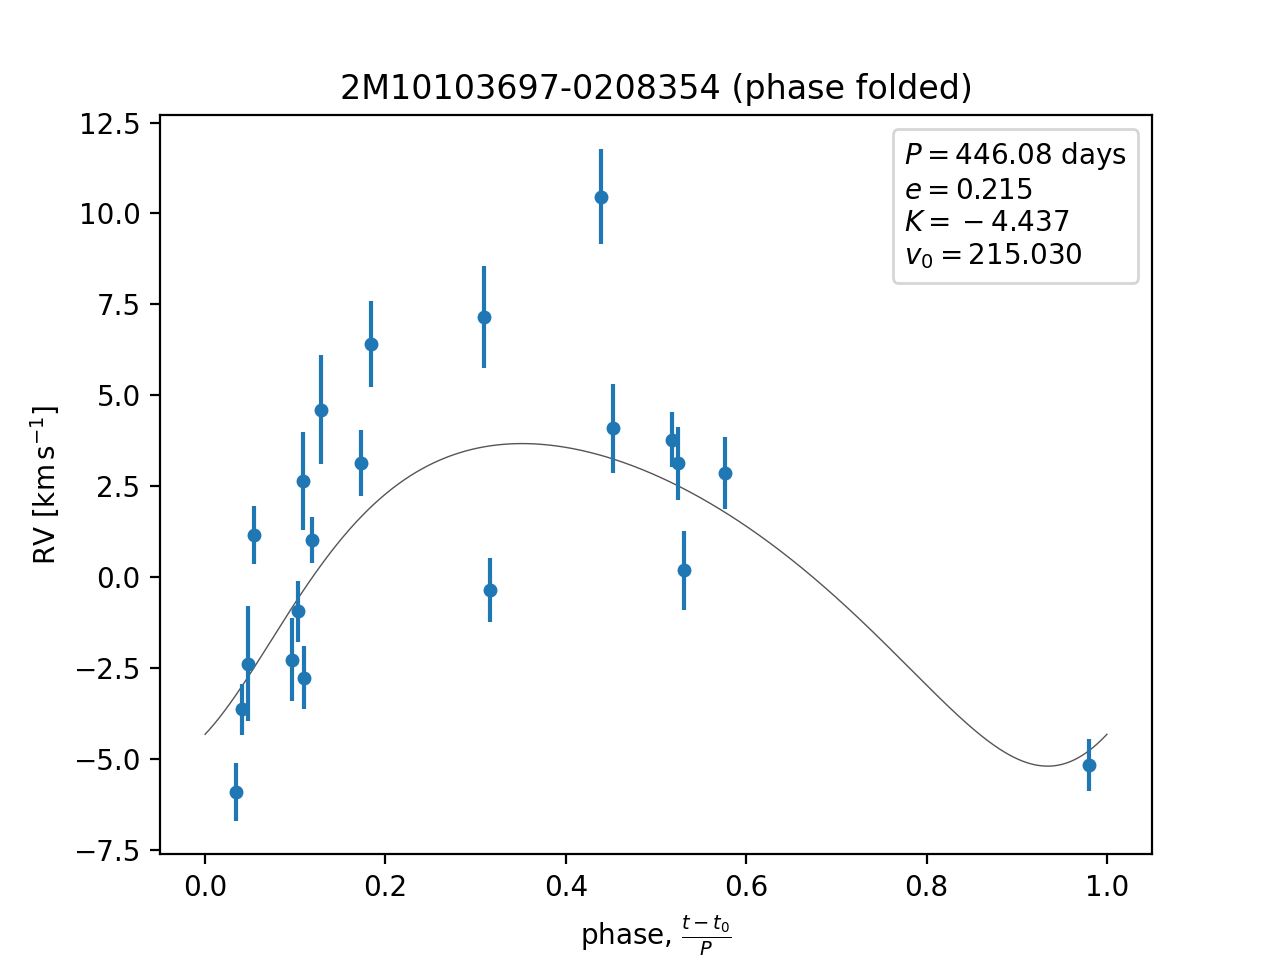 2M10103697-0208354 (phase folded)
P = 446.08 days
e = 0.215
K = −4.437
v₀ = 215.030
12.5
10.0
7.5
5.0
2.5
0.0
−2.5
−5.0
−7.5
RV [km s⁻¹]
0.0 0.2 0.4 0.6 0.8 1.0
phase, (t − t₀)/P